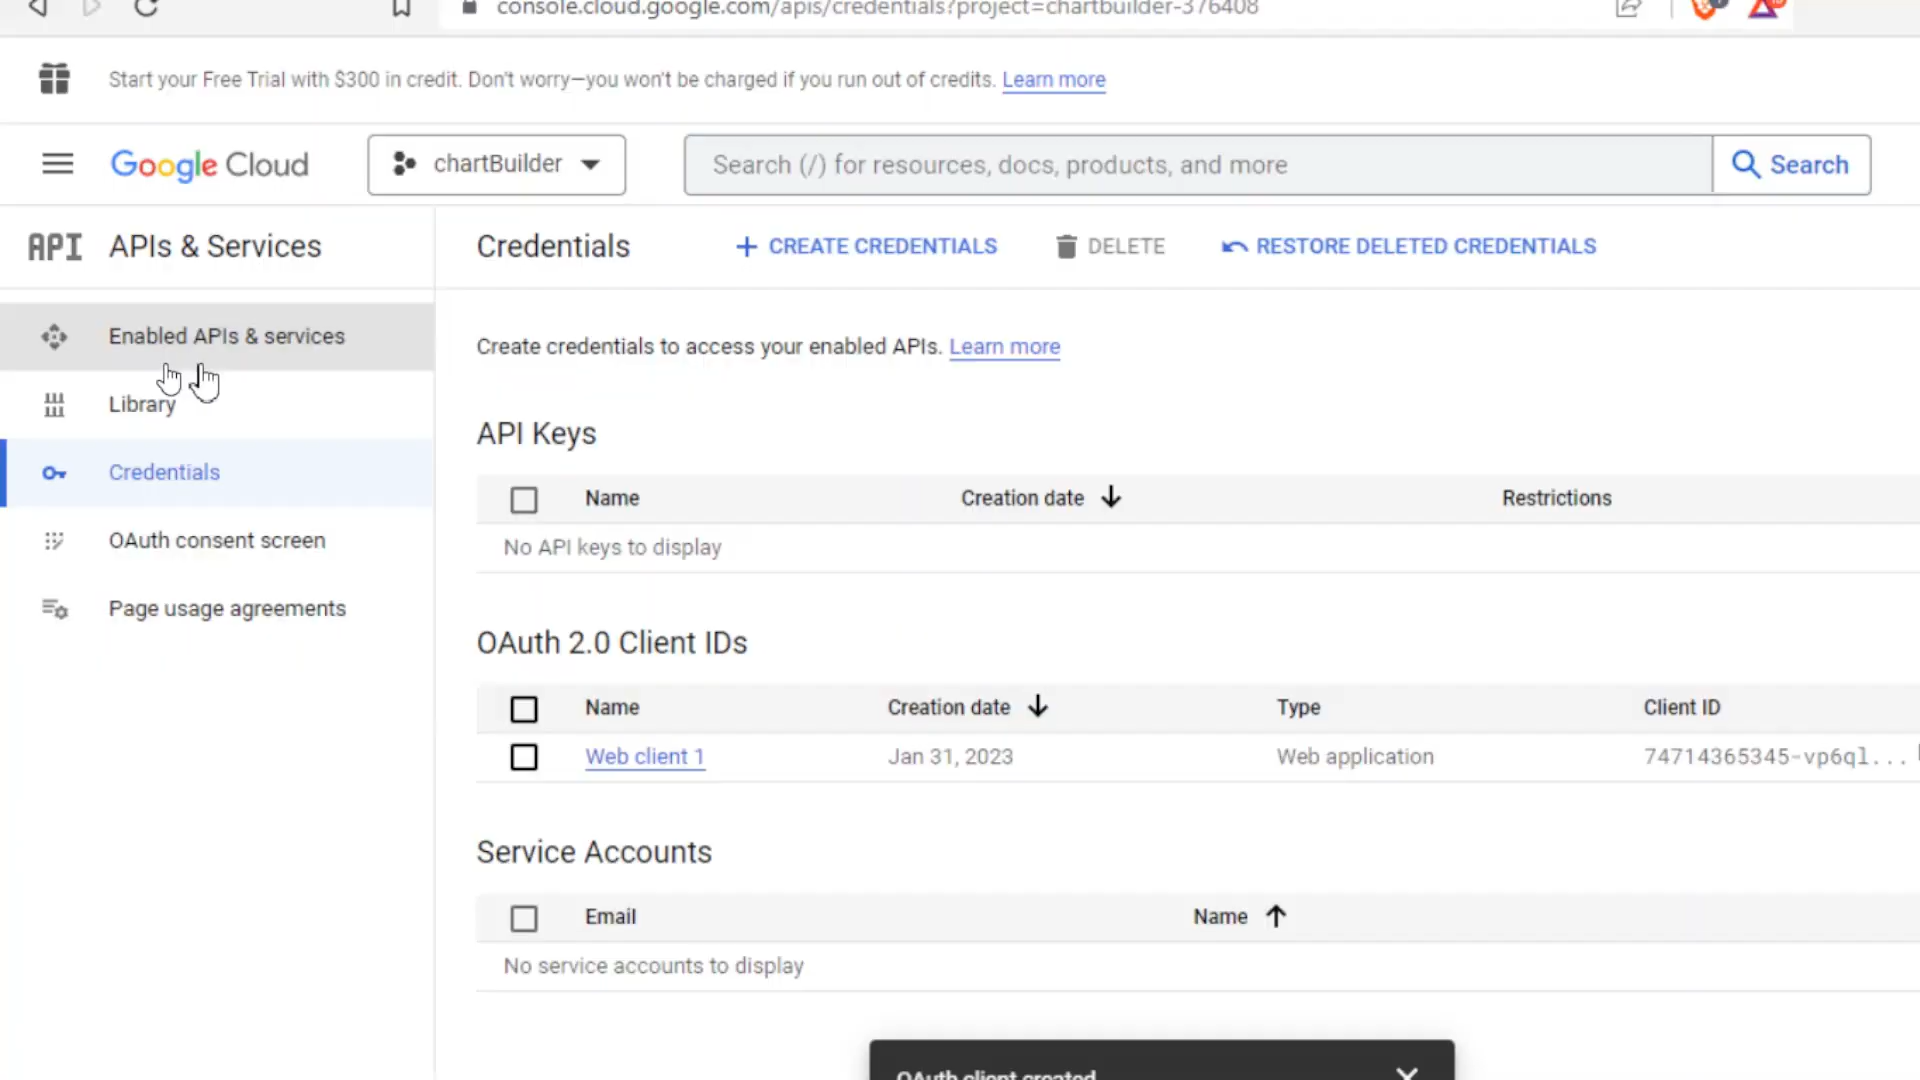 console.cloud.google.com/apis/credentials?project=chartbuilder-376408
Start your Free Trial with $300 in credit. Don't worry—you won't be charged if you run out of credits. Learn more
Google Cloud
chartBuilder
Search (/) for resources, docs, products, and more
Search
API APIs & Services
Credentials
+ CREATE CREDENTIALS
DELETE
RESTORE DELETED CREDENTIALS
Enabled APIs & services
Library
Credentials
OAuth consent screen
Page usage agreements
Create credentials to access your enabled APIs. Learn more
API Keys
Name Creation date Restrictions
No API keys to display
OAuth 2.0 Client IDs
Name Creation date Type Client ID
Web client 1 Jan 31, 2023 Web application 74714365345-vp6ql...
Service Accounts
Email Name
No service accounts to display
OAuth client created